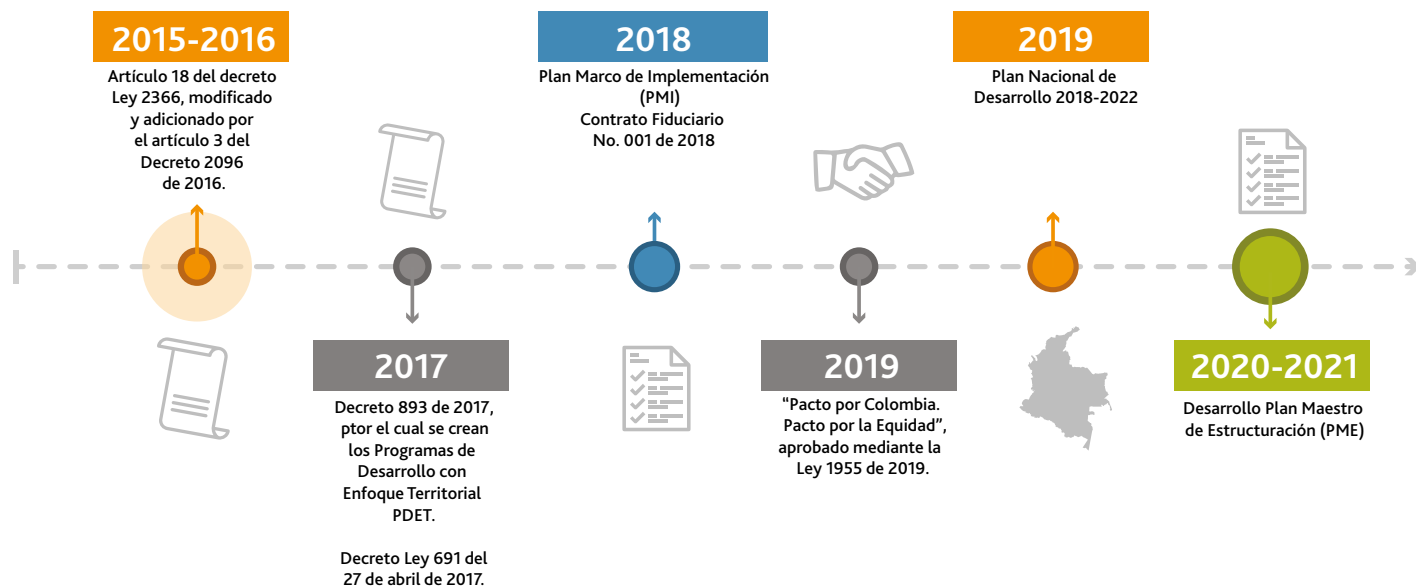 2015-2016
Artículo 18 del decreto
Ley 2366, modificado
y adicionado por
el artículo 3 del
Decreto 2096
de 2016.
2017
Decreto 893 de 2017,
ptor el cual se crean
los Programas de
Desarrollo con
Enfoque Territorial
PDET.
Decreto Ley 691 del
27 de abril de 2017.
2018
Plan Marco de Implementación
(PMI)
Contrato Fiduciario
No. 001 de 2018
2019
“Pacto por Colombia.
Pacto por la Equidad”,
aprobado mediante la
Ley 1955 de 2019.
2019
Plan Nacional de
Desarrollo 2018-2022
2020-2021
Desarrollo Plan Maestro
de Estructuración (PME)